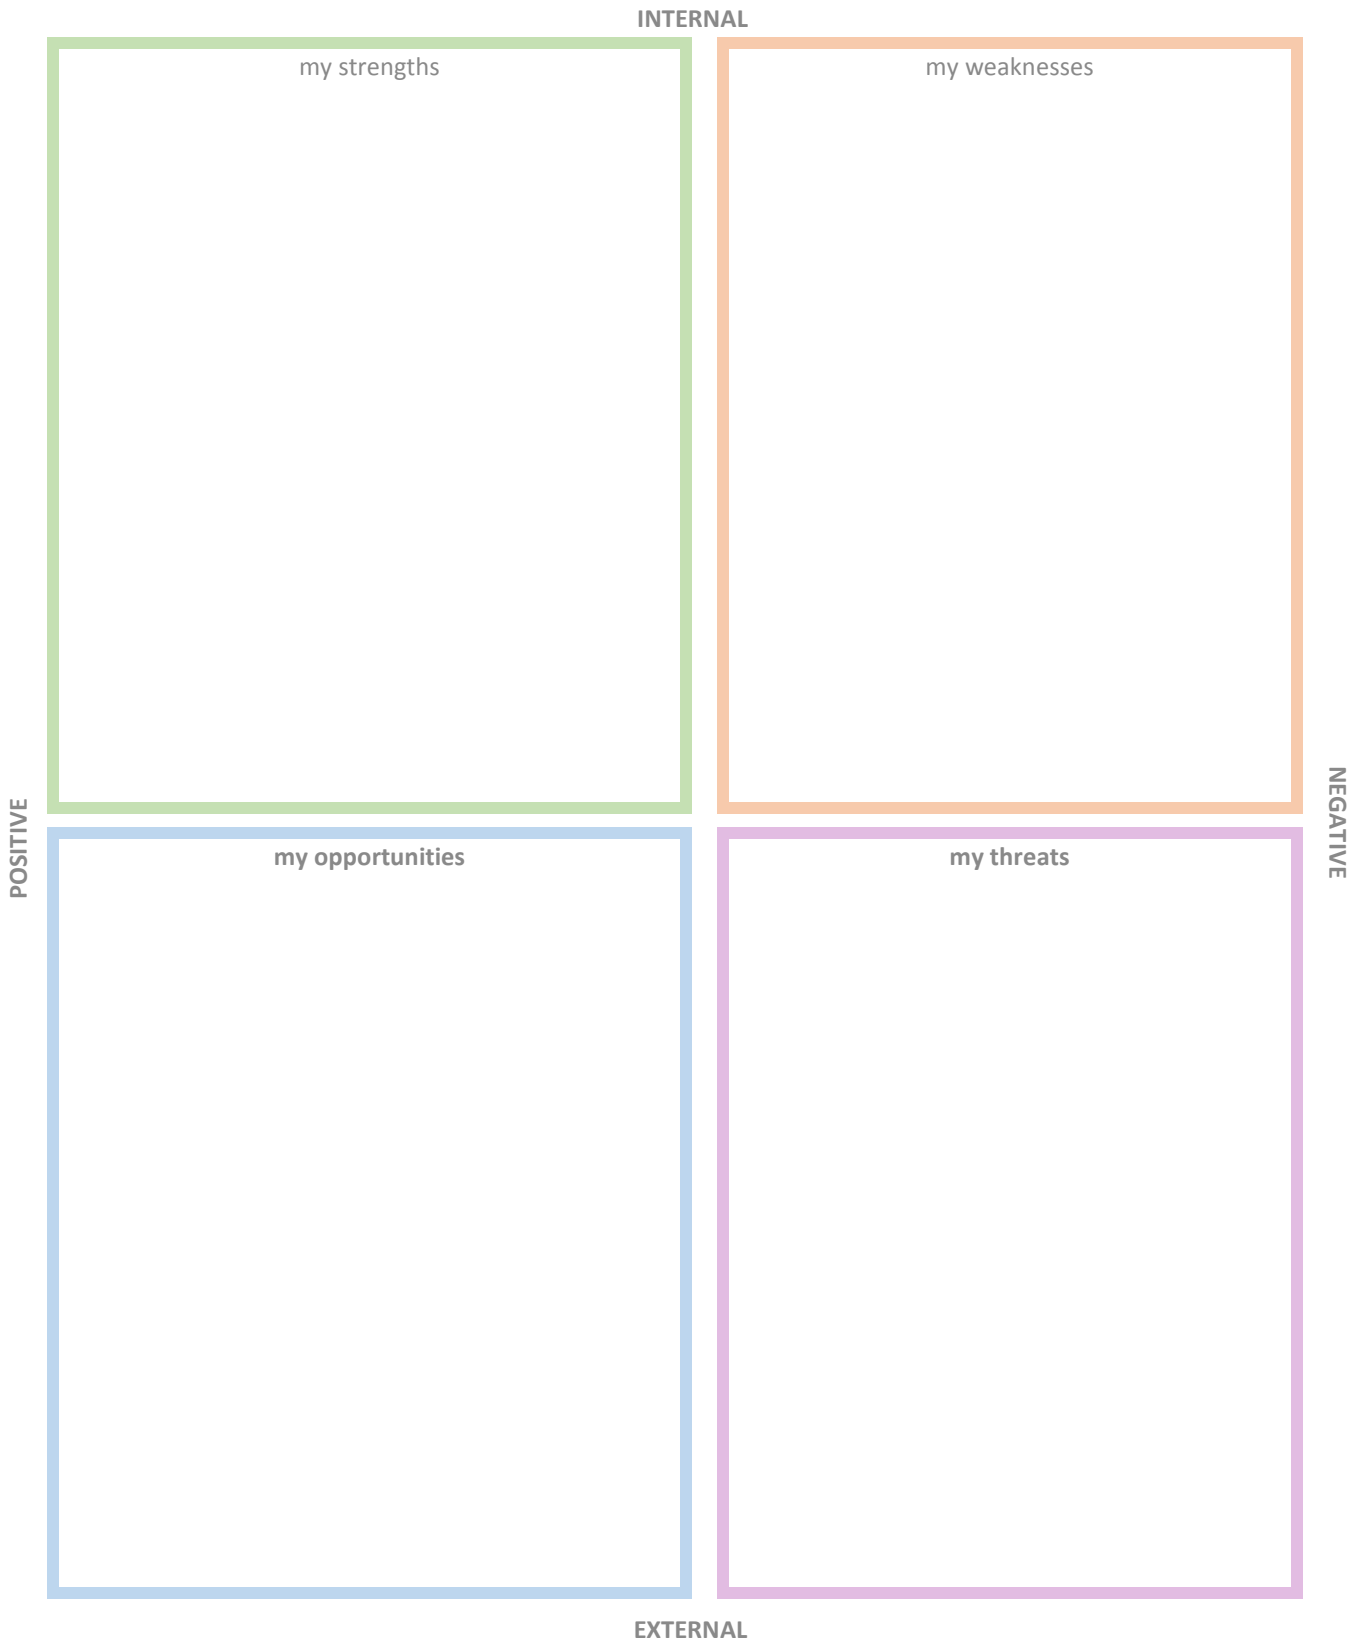 INTERNAL
my strengths
my weaknesses
POSITIVE
NEGATIVE
my opportunities
my threats
EXTERNAL